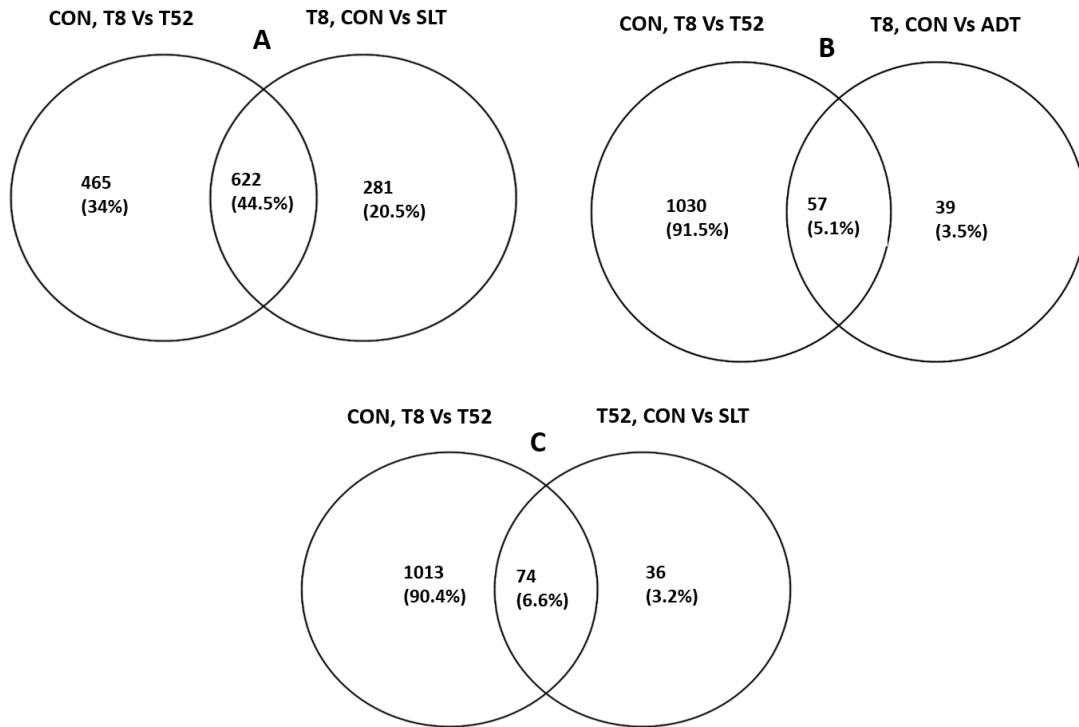 CON, T8 Vs T52
T8, CON Vs SLT
A
465
(34%)
622
(44.5%)
281
(20.5%)
CON, T8 Vs T52
T8, CON Vs ADT
B
1030
(91.5%)
57
(5.1%)
39
(3.5%)
CON, T8 Vs T52
T52, CON Vs SLT
C
1013
(90.4%)
74
(6.6%)
36
(3.2%)